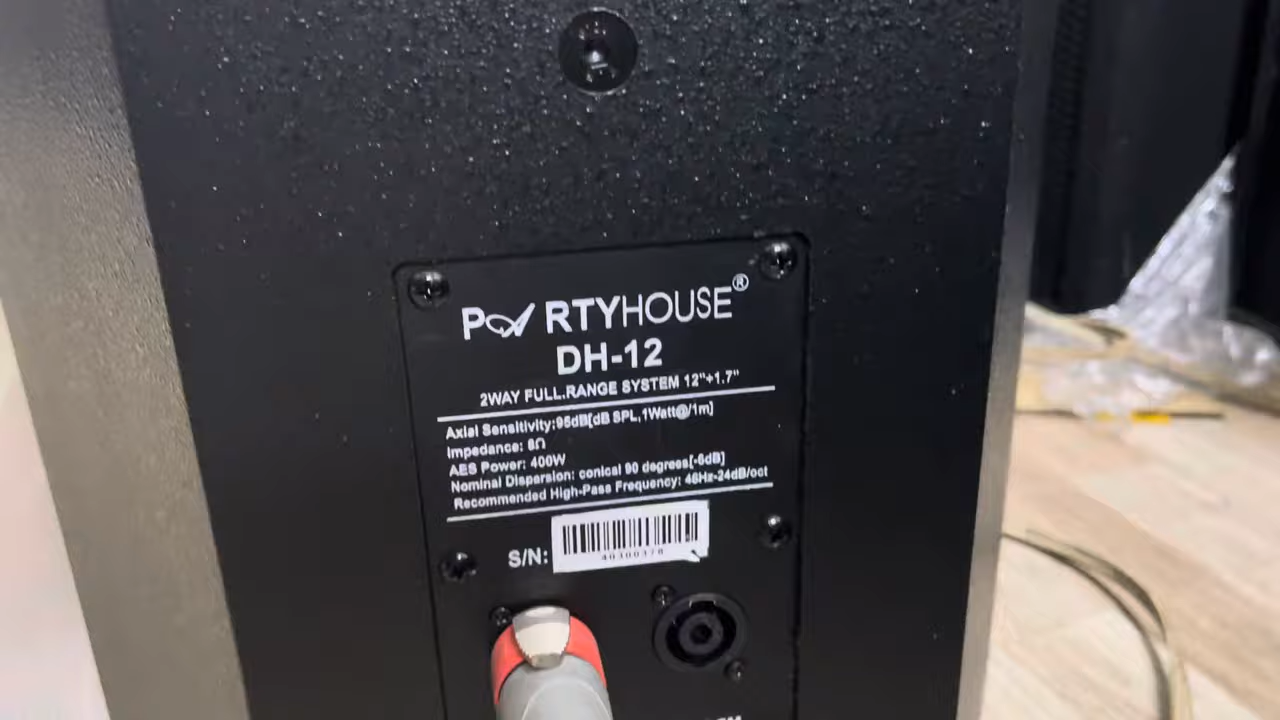 PARTYHOUSE®
DH-12
2WAY FULL.RANGE SYSTEM 12"+1.7"
Axial Sensitivity:95dB[dB SPL,1Watt@/1m]
Impedance: 8Ω
AES Power: 400W
Nominal Disparsion: conical 90 degrees[-6dB]
Recommended High-Pass Frequency: 46Hz-24dB/oct
S/N: